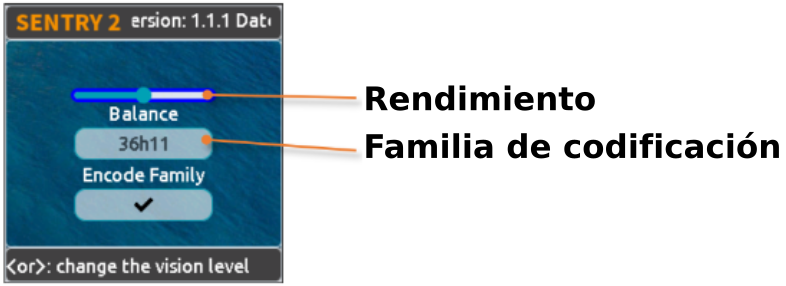 SENTRY 2 ersion: 1.1.1 Dat
Rendimiento
Balance
36h11
Familia de codificación
Encode Family
<or>: change the vision level